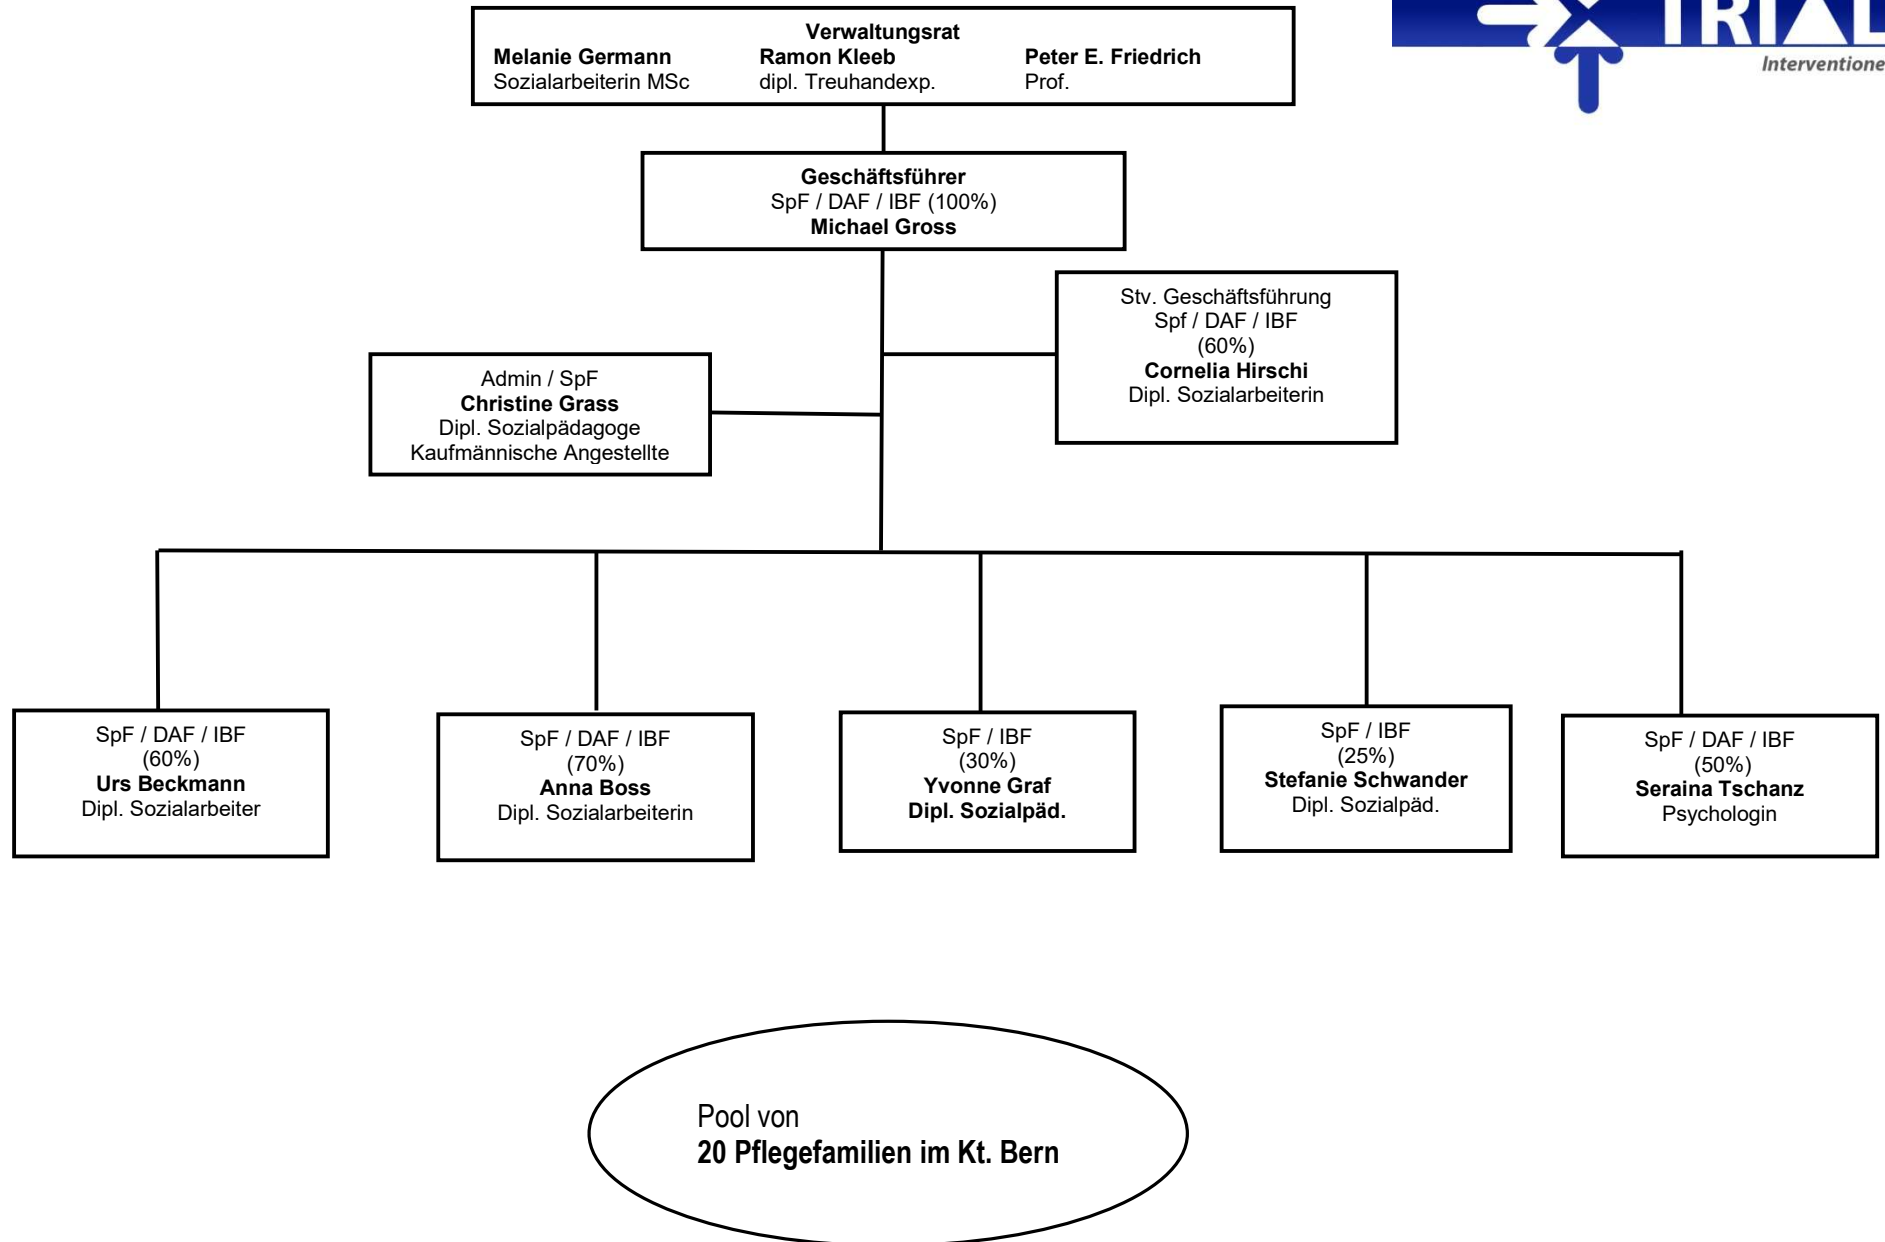 TRIAL
Interventione
Verwaltungsrat
Melanie Germann Ramon Kleeb Peter E. Friedrich
Sozialarbeiterin MSc dipl. Treuhandexp. Prof.
Geschäftsführer
SpF / DAF / IBF (100%)
Michael Gross
Stv. Geschäftsführung
Spf / DAF / IBF
(60%)
Cornelia Hirschi
Dipl. Sozialarbeiterin
Admin / SpF
Christine Grass
Dipl. Sozialpädagoge
Kaufmännische Angestellte
SpF / DAF / IBF
(60%)
Urs Beckmann
Dipl. Sozialarbeiter
SpF / DAF / IBF
(70%)
Anna Boss
Dipl. Sozialarbeiterin
SpF / IBF
(30%)
Yvonne Graf
Dipl. Sozialpäd.
SpF / IBF
(25%)
Stefanie Schwander
Dipl. Sozialpäd.
SpF / DAF / IBF
(50%)
Seraina Tschanz
Psychologin
Pool von
20 Pflegefamilien im Kt. Bern